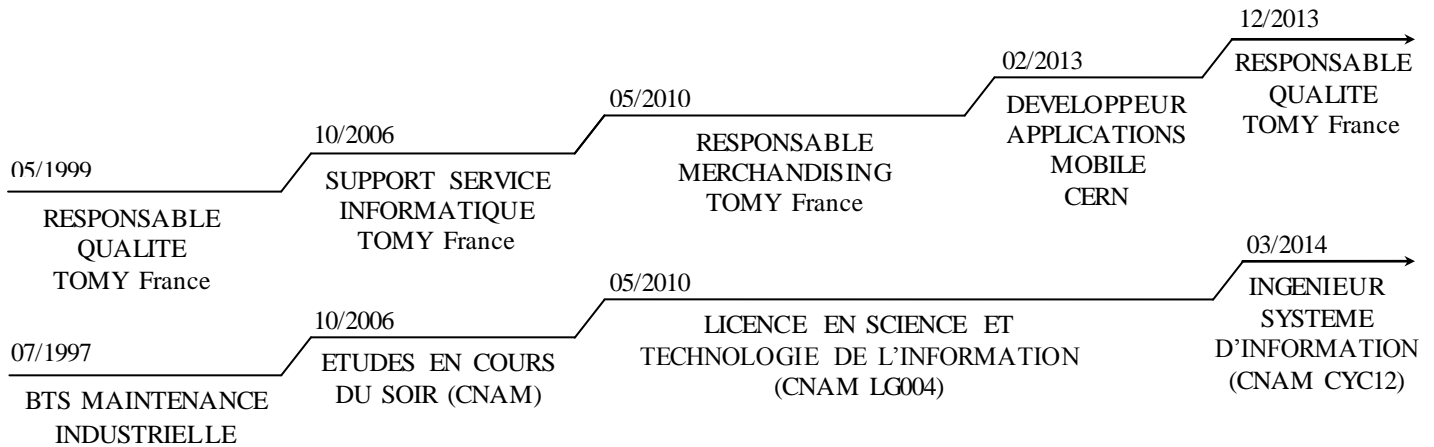 05/1999
RESPONSABLE
QUALITE
TOMY France
10/2006
SUPPORT SERVICE
INFORMATIQUE
TOMY France
05/2010
RESPONSABLE
MERCHANDISING
TOMY France
02/2013
DEVELOPPEUR
APPLICATIONS
MOBILE
CERN
12/2013
RESPONSABLE
QUALITE
TOMY France
07/1997
BTS MAINTENANCE
INDUSTRIELLE
10/2006
ETUDES EN COURS
DU SOIR (CNAM)
05/2010
LICENCE EN SCIENCE ET
TECHNOLOGIE DE L'INFORMATION
(CNAM LG004)
03/2014
INGENIEUR
SYSTEME
D'INFORMATION
(CNAM CYC12)